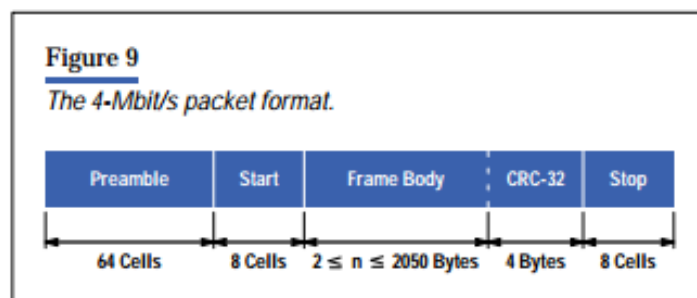 Figure 9
The 4-Mbit/s packet format.
Preamble Start Frame Body CRC-32 Stop
64 Cells 8 Cells 2 ≤ n ≤ 2050 Bytes 4 Bytes 8 Cells